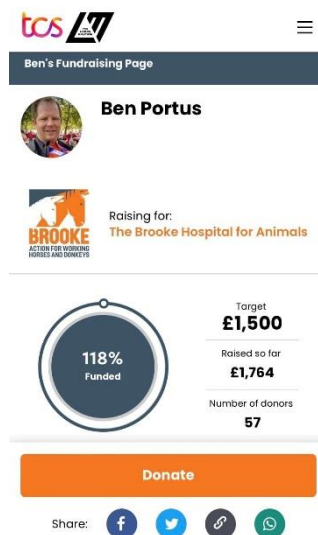 tcs
Ben's Fundraising Page
Ben Portus
BROOKE
ACTION FOR WORKING
HORSES AND DONKEYS
Raising for:
The Brooke Hospital for Animals
118%
Funded
Target
£1,500
Raised so far
£1,764
Number of donors
57
Donate
Share: